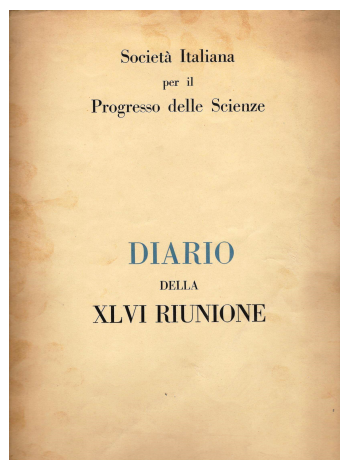 Società Italiana
per il
Progresso delle Scienze
DIARIO
DELLA
XLVI RIUNIONE